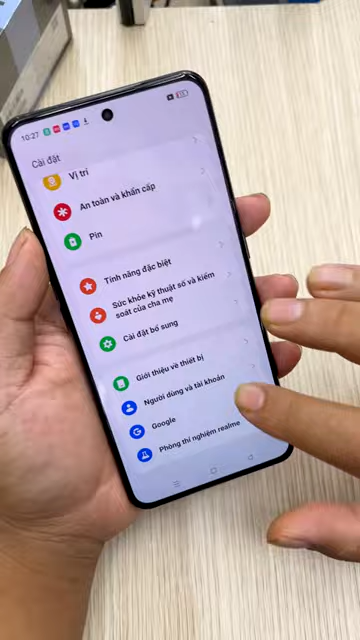 10:27
Cài đặt
Vị trí
An toàn và khẩn cấp
Pin
Tính năng đặc biệt
Sức khỏe kỹ thuật số và kiểm
soát của cha mẹ
Cài đặt bổ sung
Giới thiệu về thiết bị
Người dùng và tài khoản
Google
Phòng thí nghiệm realme